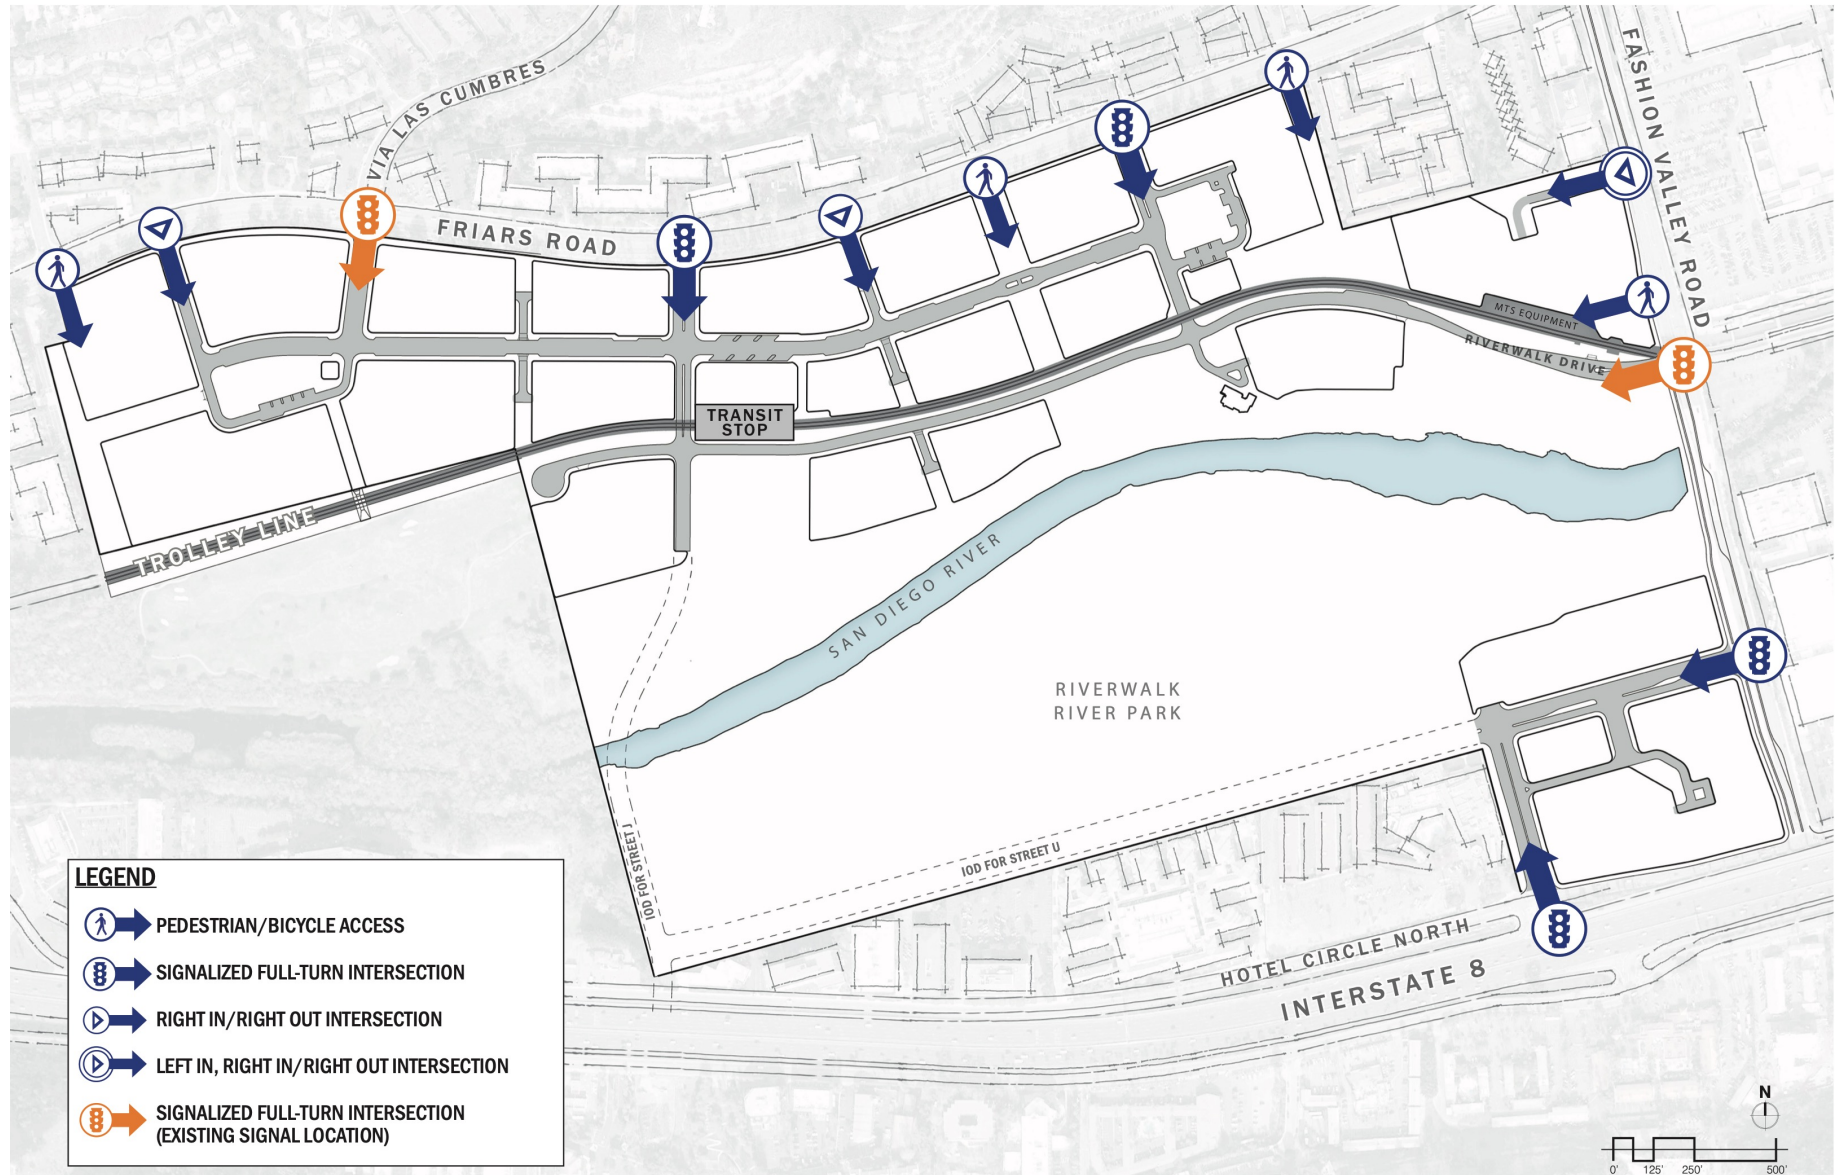 VIA LAS CUMBRES
FRIARS ROAD
FASHION VALLEY ROAD
MTS EQUIPMENT
RIVERWALK DRIVE
TRANSIT
STOP
TROLLEY LINE
SAN DIEGO RIVER
RIVERWALK
RIVER PARK
IOD FOR STREET J
IOD FOR STREET U
HOTEL CIRCLE NORTH
INTERSTATE 8
LEGEND
PEDESTRIAN/BICYCLE ACCESS
SIGNALIZED FULL-TURN INTERSECTION
RIGHT IN/RIGHT OUT INTERSECTION
LEFT IN, RIGHT IN/RIGHT OUT INTERSECTION
SIGNALIZED FULL-TURN INTERSECTION
(EXISTING SIGNAL LOCATION)
N
0' 125' 250' 500'